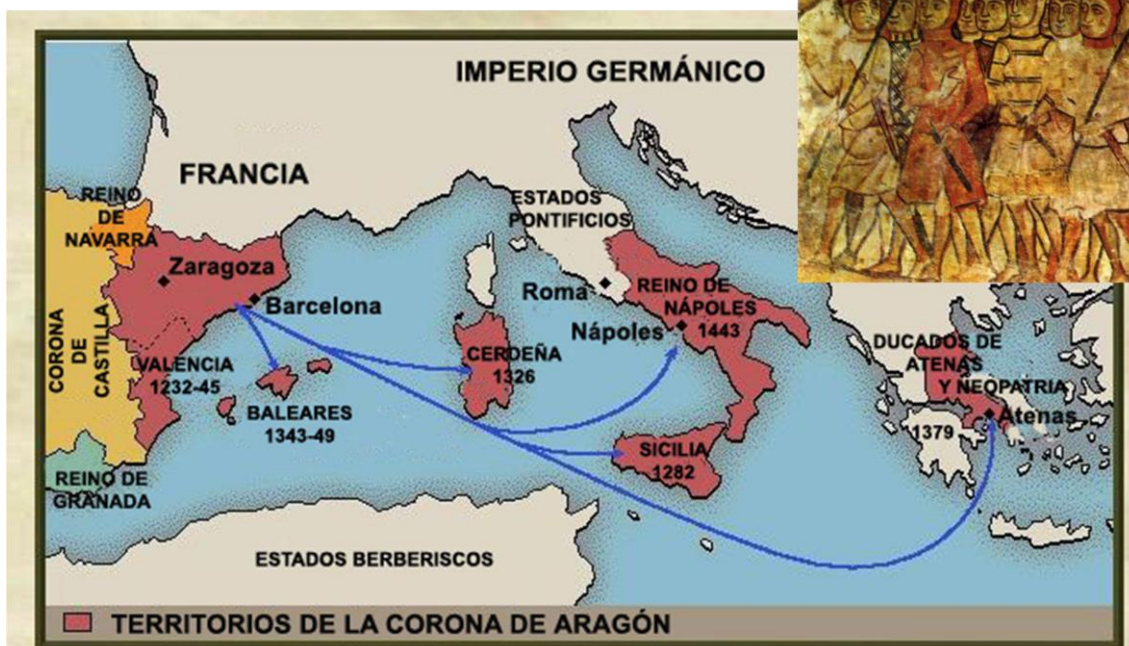 IMPERIO GERMÁNICO
FRANCIA
REINO
DE
NAVARRA
ESTADOS
PONTIFICIOS
Zaragoza
Barcelona
Roma
REINO DE
NÁPOLES
1443
Nápoles
CORONA
DE
CASTILLA
VALENCIA
1232-45
BALEARES
1343-49
CERDEÑA
1326
SICILIA
1282
DUCADOS DE
ATENAS
Y NEOPATRIA
Atenas
1379
REINO DE
GRANADA
ESTADOS BERBERISCOS
TERRITORIOS DE LA CORONA DE ARAGÓN